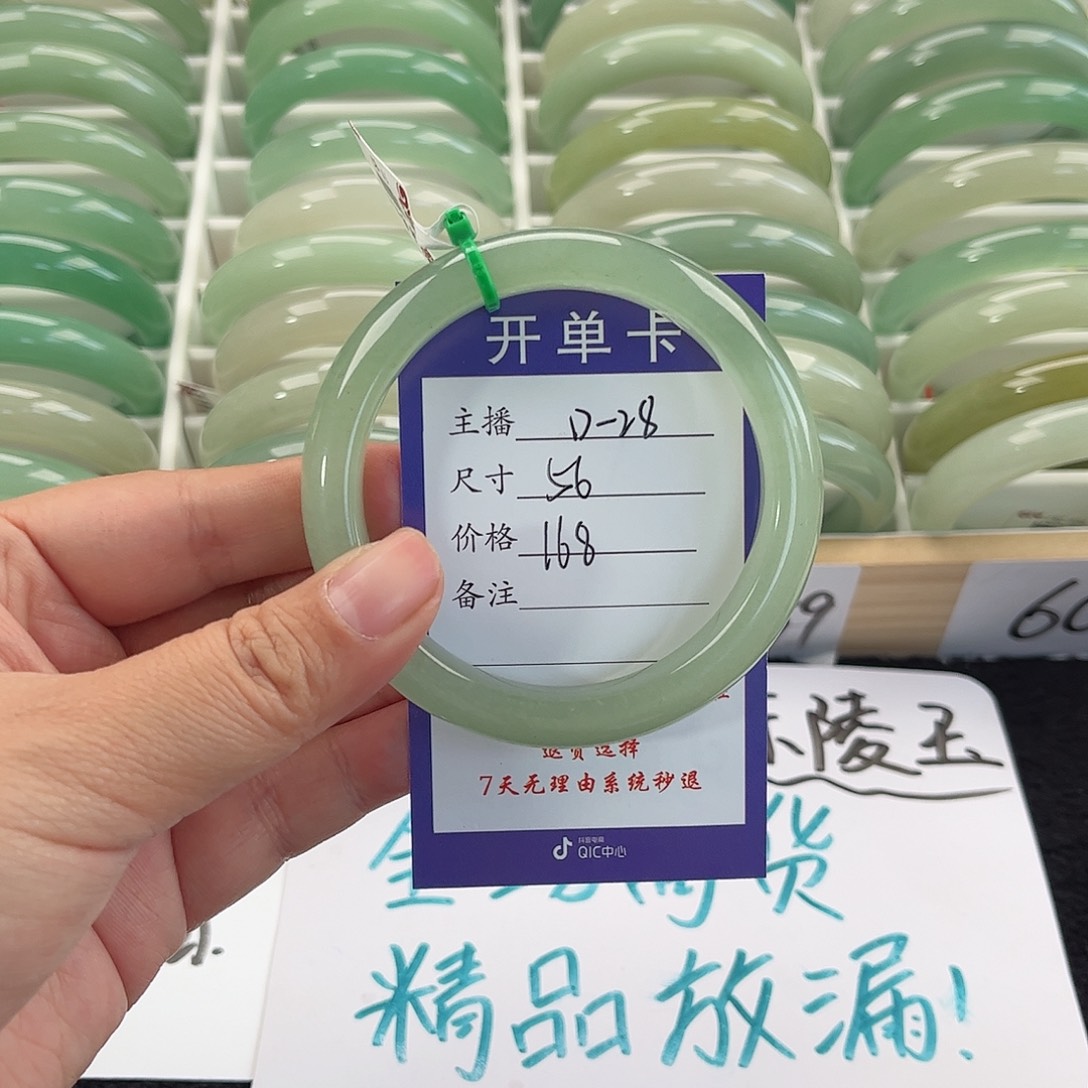 开单卡
主播 D-28
尺寸 56
价格 168
备注
退货选择
7天无理由系统秒退
抖音电商
QIC中心
陵玉
精品放漏!